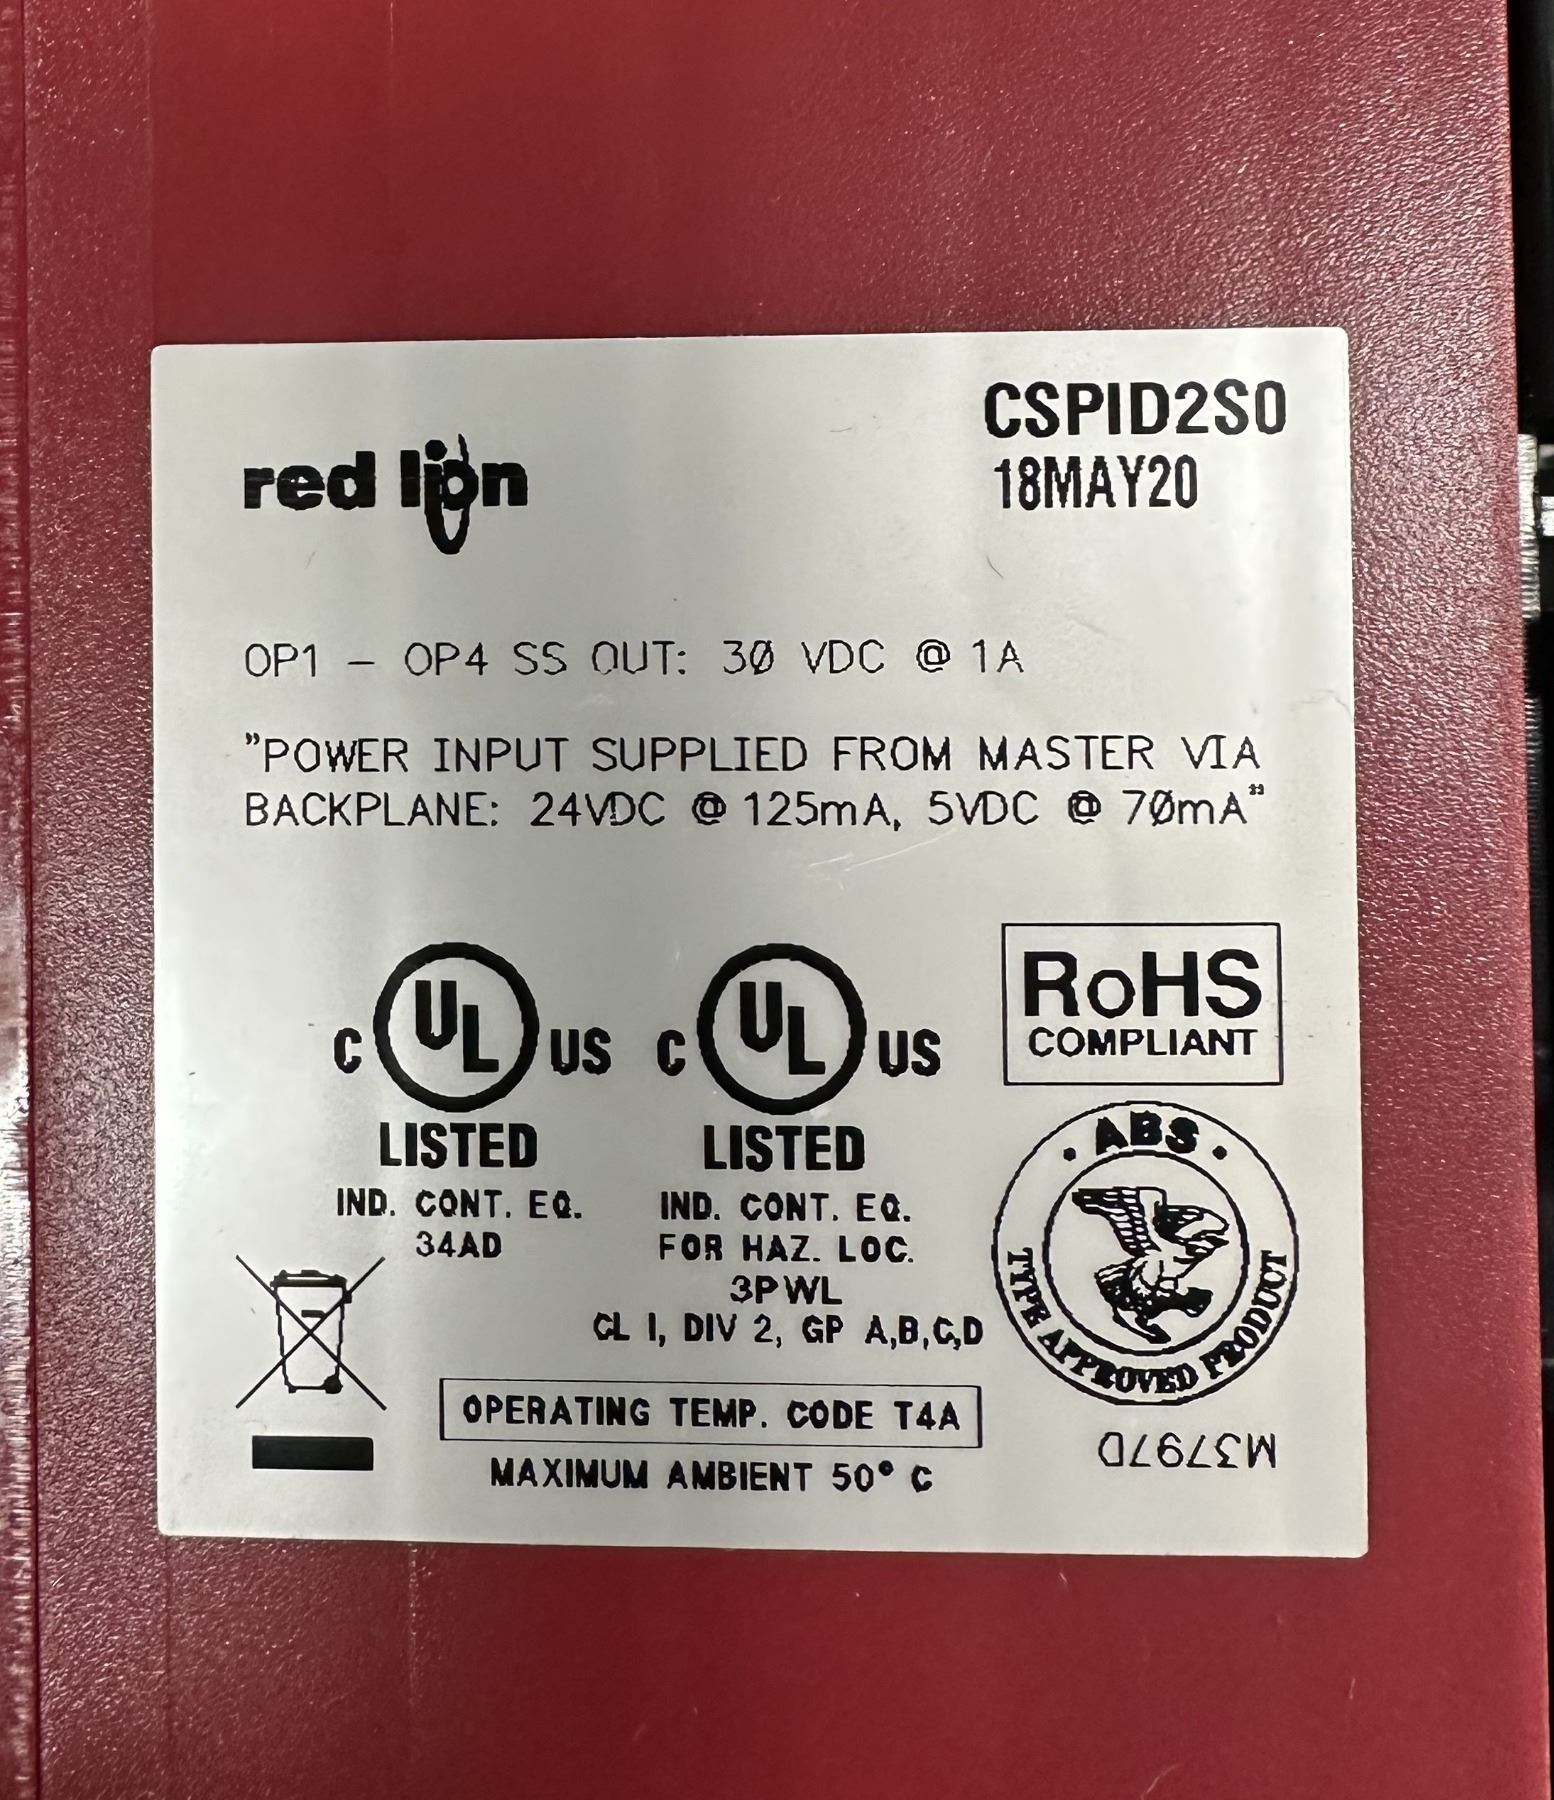 red lion
CSPID2S0
18MAY20
OP1 – OP4 SS OUT: 3Ø VDC @ 1A
"POWER INPUT SUPPLIED FROM MASTER VIA
BACKPLANE: 24VDC @ 125mA, 5VDC @ 7ØmA"
C UL US
LISTED
IND. CONT. EQ.
34AD
C UL US
LISTED
IND. CONT. EQ.
FOR HAZ. LOC.
3PWL
CL I, DIV 2, GP A,B,C,D
RoHS
COMPLIANT
· ABS ·
TYPE APPROVED PRODUCT
OPERATING TEMP. CODE T4A
MAXIMUM AMBIENT 50° C
M3797D